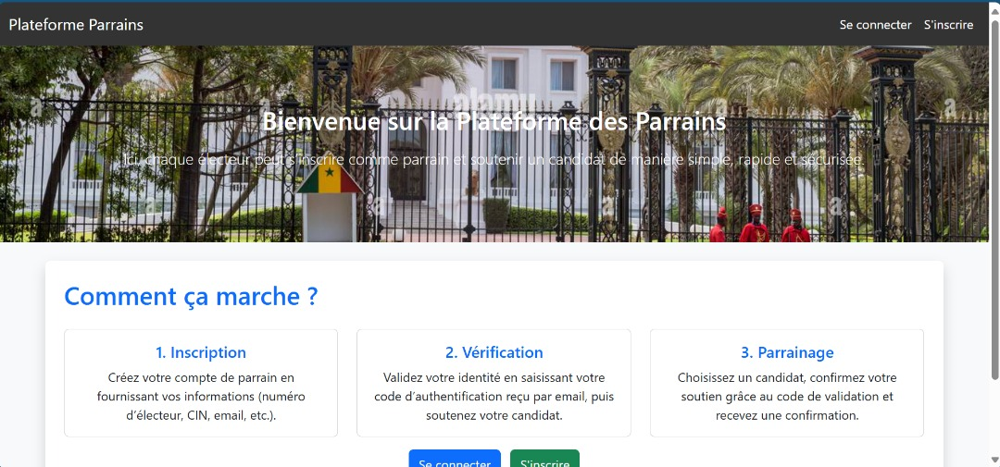 Plateforme Parrains
Se connecter S'inscrire
alamy
Bienvenue sur la Plateforme des Parrains
Ici, chaque électeur peut s'inscrire comme parrain et soutenir un candidat de manière simple, rapide et sécurisée.
a a a a
a a a a
Comment ça marche ?
1. Inscription
Créez votre compte de parrain en
fournissant vos informations (numéro
d'électeur, CIN, email, etc.).
2. Vérification
Validez votre identité en saisissant votre
code d'authentification reçu par email, puis
soutenez votre candidat.
3. Parrainage
Choisissez un candidat, confirmez votre
soutien grâce au code de validation et
recevez une confirmation.
Se connecter S'inscrire